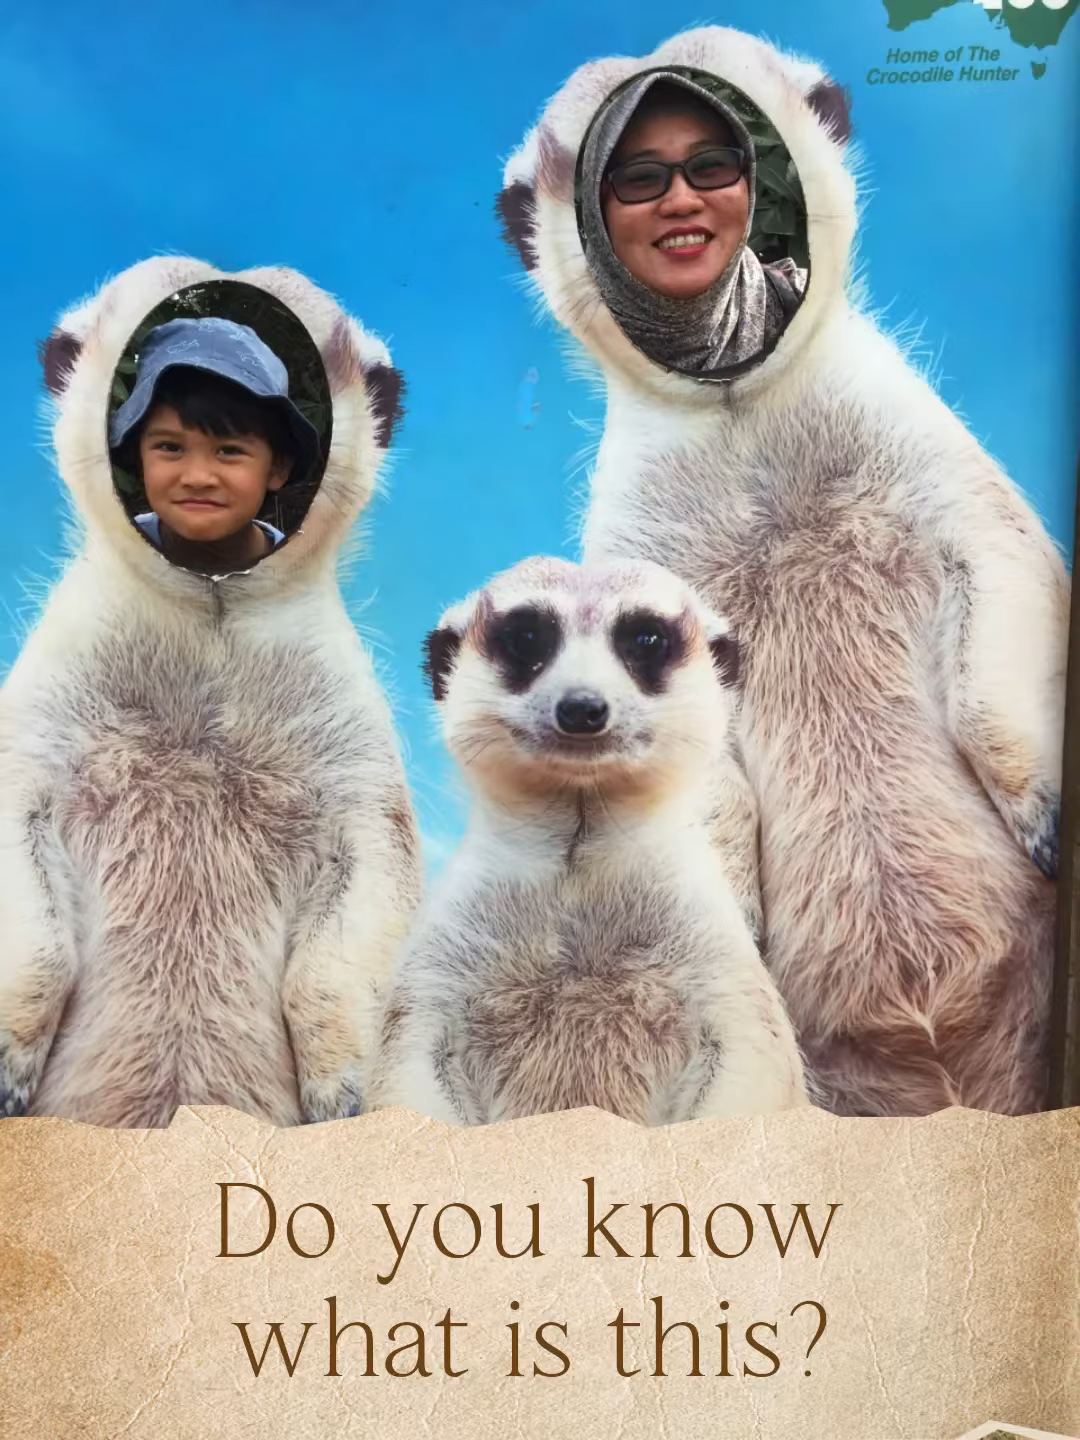 Home of The
Crocodile Hunter
Do you know
what is this?